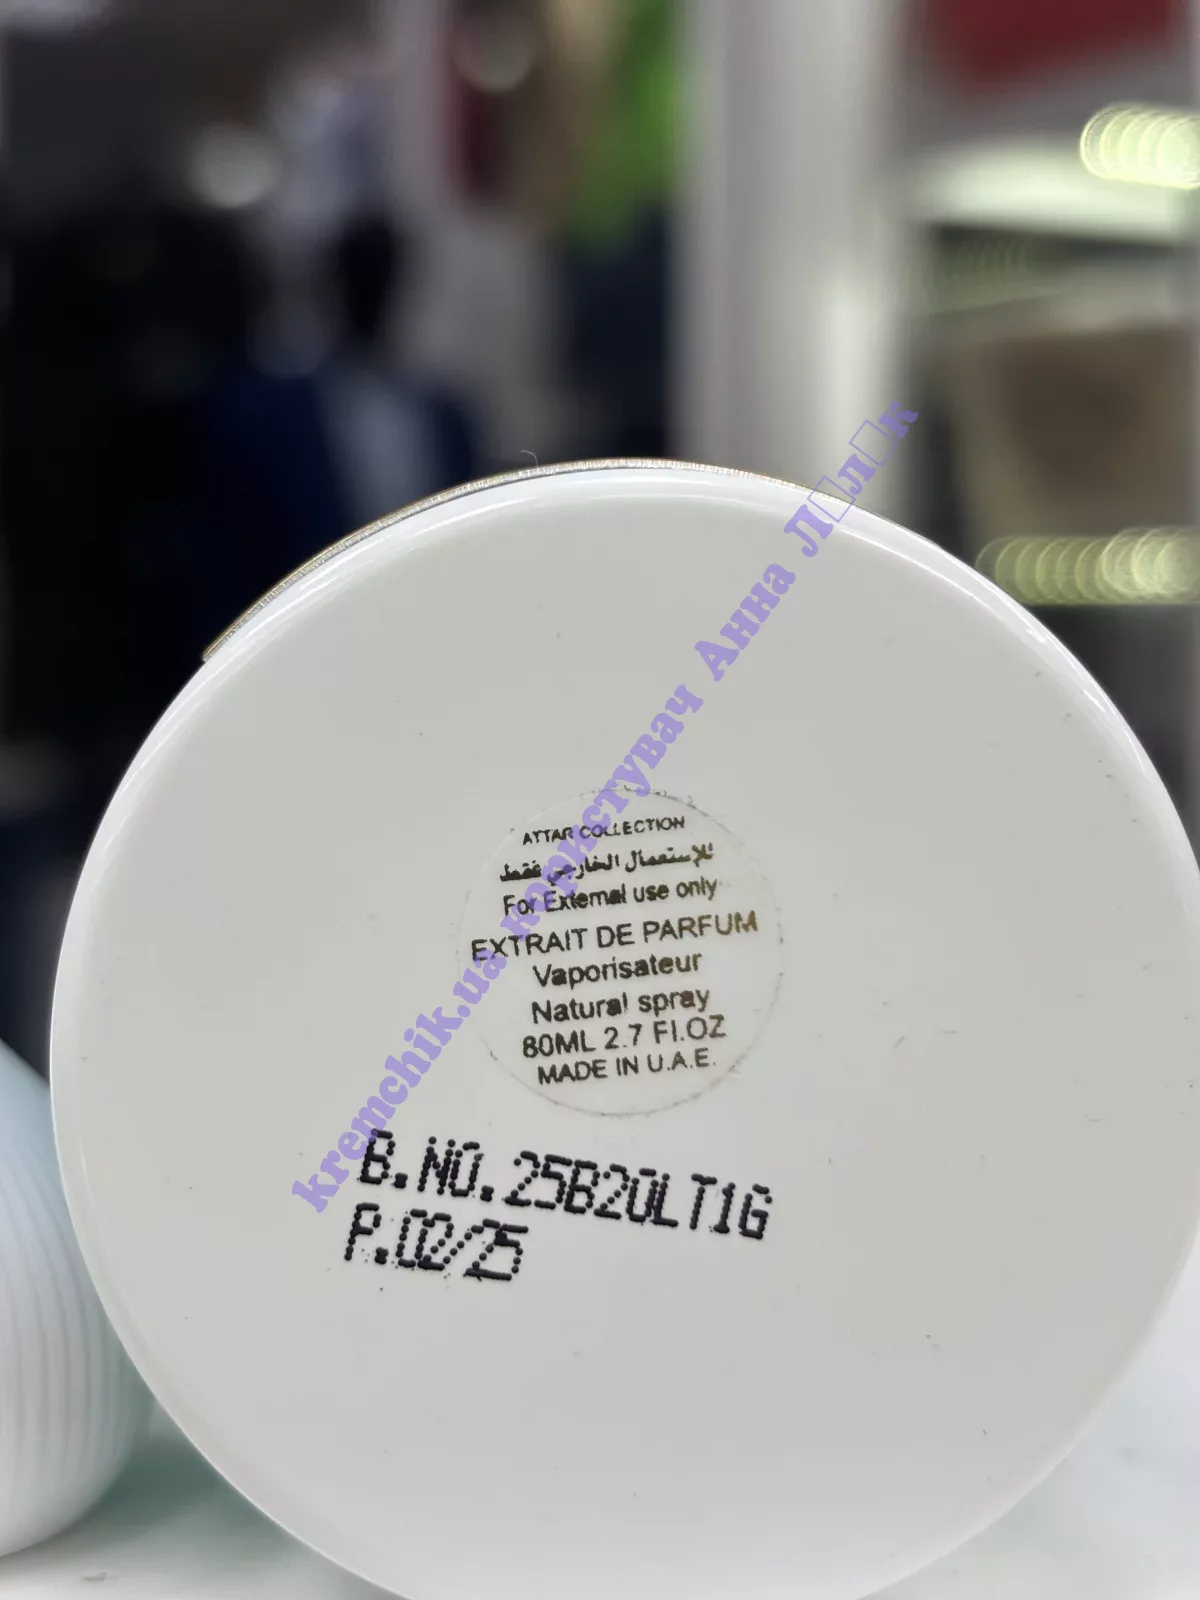 ATTAR COLLECTION
للإستعمال الخارجي فقط
For External use only
EXTRAIT DE PARFUM
Vaporisateur
Natural spray
80ML 2.7 Fl.OZ
MADE IN U.A.E.
B.NO.25B20LT1G
P.02/25
kremchik.ua користувач Анна Л□л□к